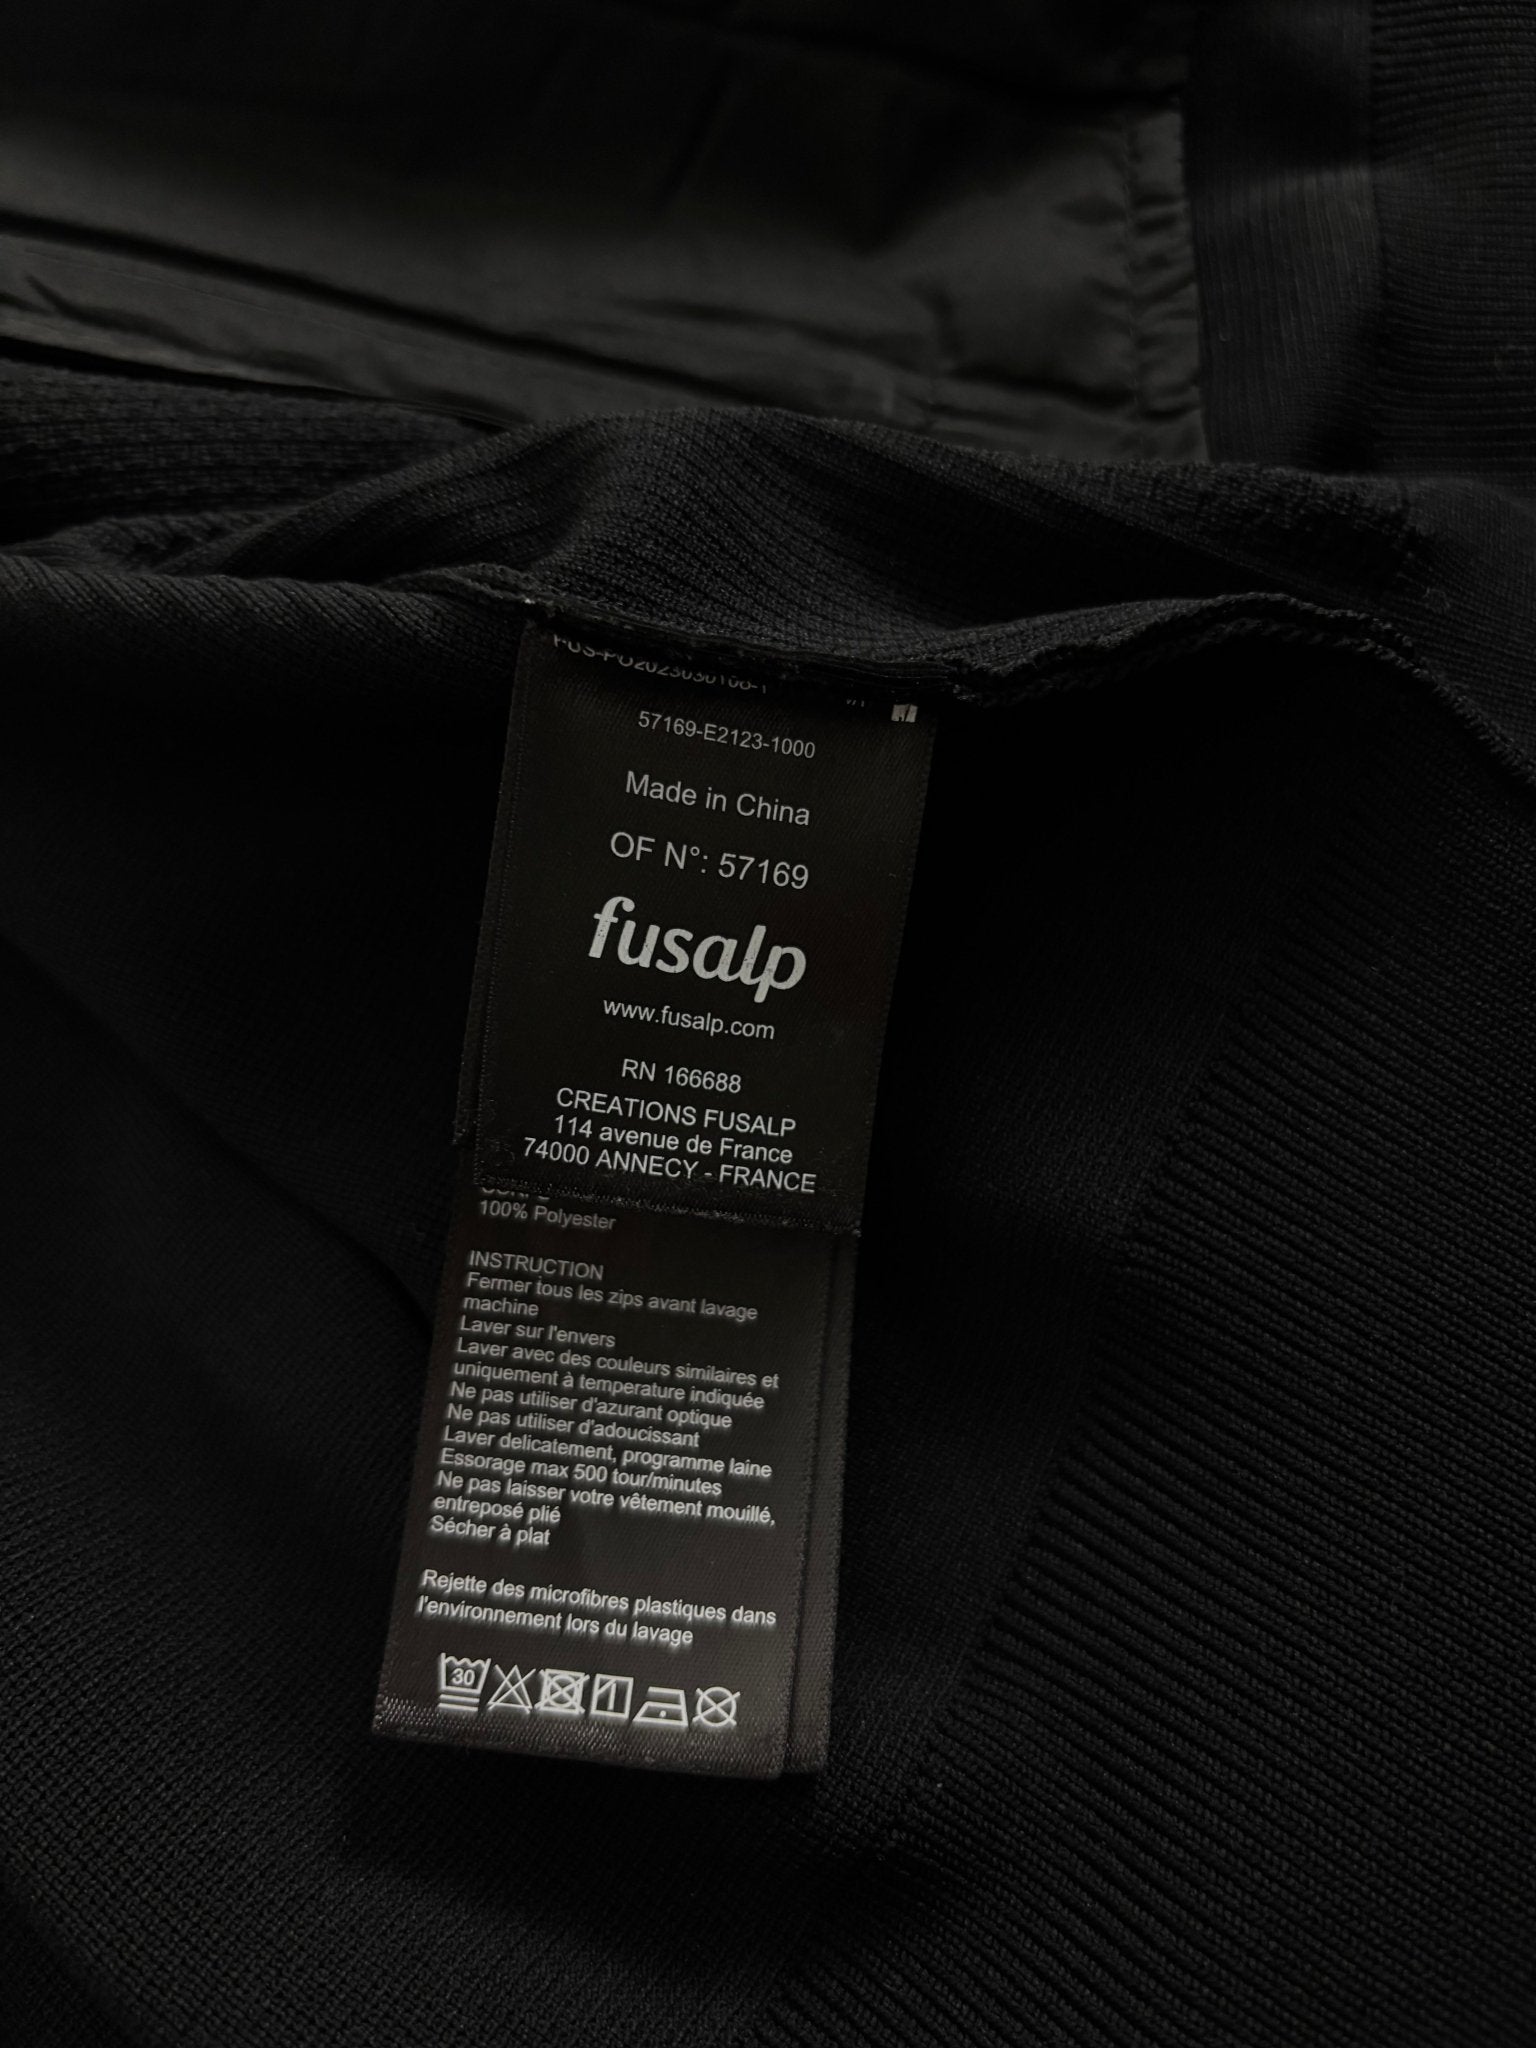 FUS-PO2023030106-1
57169-E2123-1000
Made in China
OF N°: 57169
fusalp
www.fusalp.com
RN 166688
CREATIONS FUSALP
114 avenue de France
74000 ANNECY - FRANCE
100% Polyester
INSTRUCTION
Fermer tous les zips avant lavage
machine
Laver sur l'envers
Laver avec des couleurs similaires et
uniquement à temperature indiquée
Ne pas utiliser d'azurant optique
Ne pas utiliser d'adoucissant
Laver delicatement, programme laine
Essorage max 500 tour/minutes
Ne pas laisser votre vêtement mouillé,
entreposé plié
Sécher à plat
Rejette des microfibres plastiques dans
l'environnement lors du lavage
30